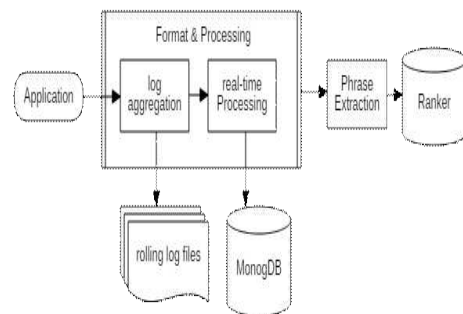 Format & Processing
Application
log
aggregation
real-time
Processing
Phrase
Extraction
Ranker
rolling log files
MonogDB